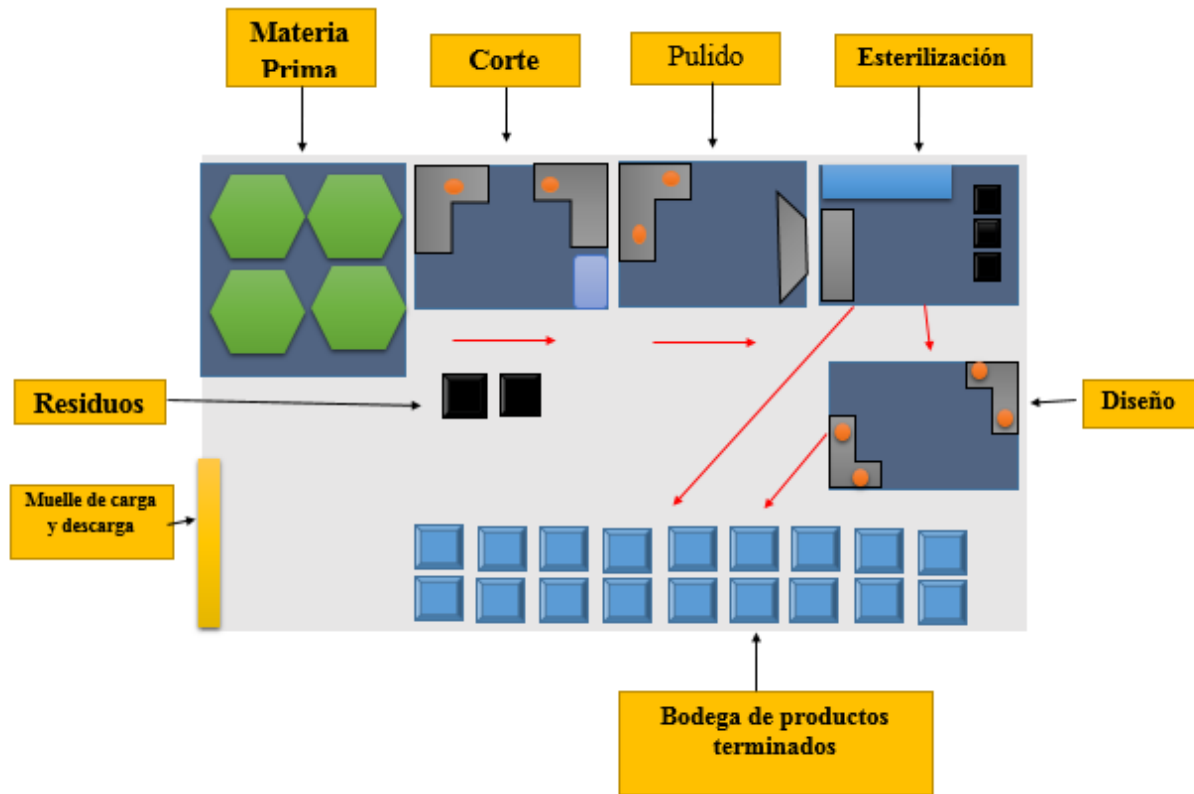 Materia
Prima
Corte
Pulido
Esterilización
Residuos
Diseño
Muelle de carga
y descarga
Bodega de productos
terminados